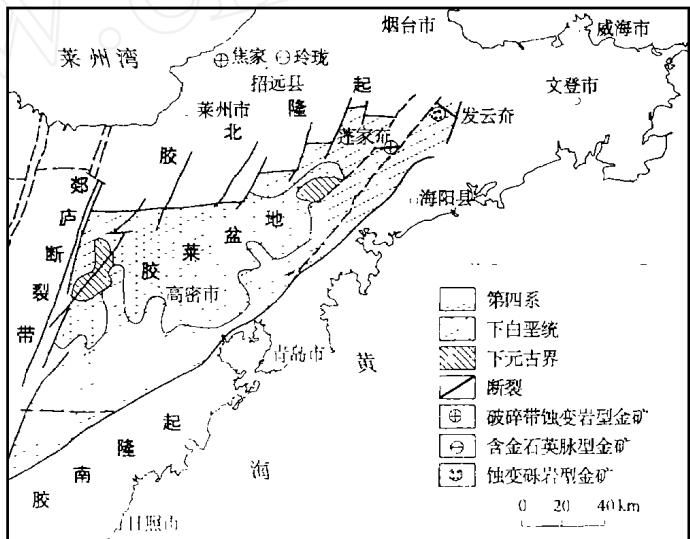 烟台市
威海市
莱州湾
焦家
玲珑
招远县
文登市
莱州市
发云夼
蓬家夼
胶北隆起
海阳县
郯庐断裂带
胶莱盆地
高密市
青岛市
黄海
胶南隆起
日照市
第四系
下白垩统
下元古界
断裂
破碎带蚀变岩型金矿
含金石英脉型金矿
蚀变砾岩型金矿
0 20 40 km